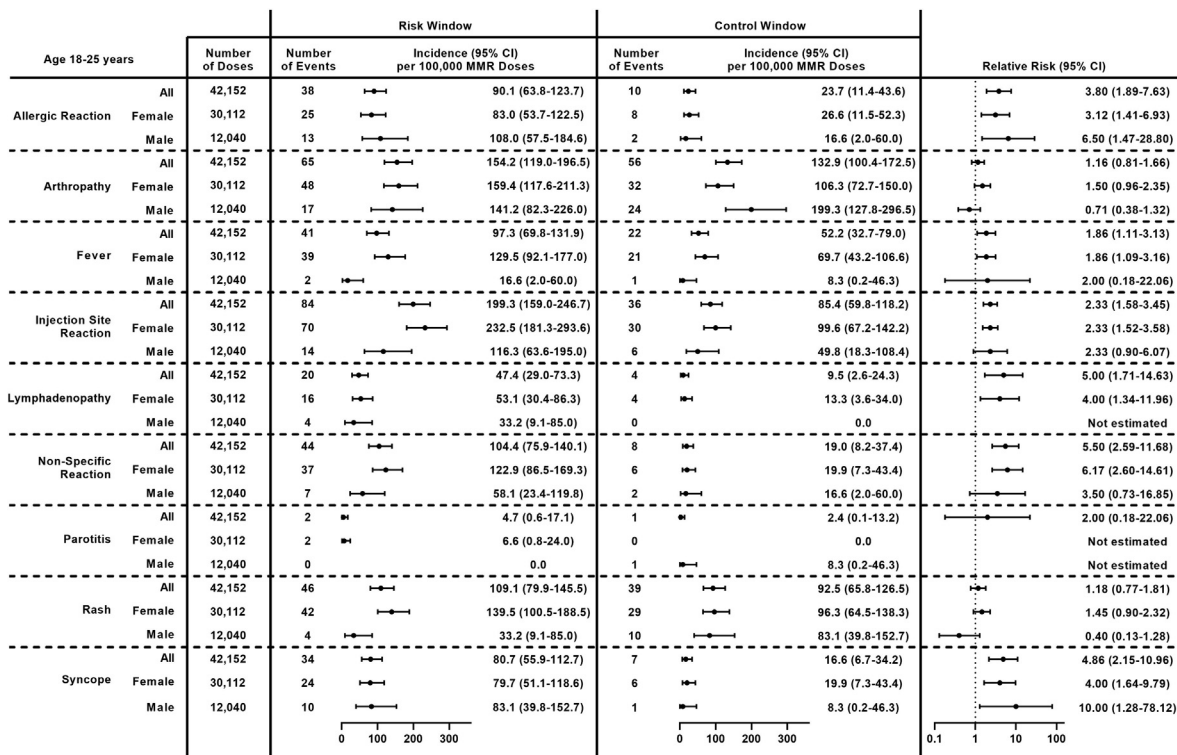 Risk Window Control Window
Age 18-25 years Number of Doses Number of Events Incidence (95% CI) per 100,000 MMR Doses Number of Events Incidence (95% CI) per 100,000 MMR Doses Relative Risk (95% CI)
All 42,152 38 90.1 (63.8-123.7) 10 23.7 (11.4-43.6) 3.80 (1.89-7.63)
Allergic Reaction Female 30,112 25 83.0 (53.7-122.5) 8 26.6 (11.5-52.3) 3.12 (1.41-6.93)
Male 12,040 13 108.0 (57.5-184.6) 2 16.6 (2.0-60.0) 6.50 (1.47-28.80)
All 42,152 65 154.2 (119.0-196.5) 56 132.9 (100.4-172.5) 1.16 (0.81-1.66)
Arthropathy Female 30,112 48 159.4 (117.6-211.3) 32 106.3 (72.7-150.0) 1.50 (0.96-2.35)
Male 12,040 17 141.2 (82.3-226.0) 24 199.3 (127.8-296.5) 0.71 (0.38-1.32)
All 42,152 41 97.3 (69.8-131.9) 22 52.2 (32.7-79.0) 1.86 (1.11-3.13)
Fever Female 30,112 39 129.5 (92.1-177.0) 21 69.7 (43.2-106.6) 1.86 (1.09-3.16)
Male 12,040 2 16.6 (2.0-60.0) 1 8.3 (0.2-46.3) 2.00 (0.18-22.06)
All 42,152 84 199.3 (159.0-246.7) 36 85.4 (59.8-118.2) 2.33 (1.58-3.45)
Injection Site Reaction Female 30,112 70 232.5 (181.3-293.6) 30 99.6 (67.2-142.2) 2.33 (1.52-3.58)
Male 12,040 14 116.3 (63.6-195.0) 6 49.8 (18.3-108.4) 2.33 (0.90-6.07)
All 42,152 20 47.4 (29.0-73.3) 4 9.5 (2.6-24.3) 5.00 (1.71-14.63)
Lymphadenopathy Female 30,112 16 53.1 (30.4-86.3) 4 13.3 (3.6-34.0) 4.00 (1.34-11.96)
Male 12,040 4 33.2 (9.1-85.0) 0 0.0 Not estimated
All 42,152 44 104.4 (75.9-140.1) 8 19.0 (8.2-37.4) 5.50 (2.59-11.68)
Non-Specific Reaction Female 30,112 37 122.9 (86.5-169.3) 6 19.9 (7.3-43.4) 6.17 (2.60-14.61)
Male 12,040 7 58.1 (23.4-119.8) 2 16.6 (2.0-60.0) 3.50 (0.73-16.85)
All 42,152 2 4.7 (0.6-17.1) 1 2.4 (0.1-13.2) 2.00 (0.18-22.06)
Parotitis Female 30,112 2 6.6 (0.8-24.0) 0 0.0 Not estimated
Male 12,040 0 0.0 1 8.3 (0.2-46.3) Not estimated
All 42,152 46 109.1 (79.9-145.5) 39 92.5 (65.8-126.5) 1.18 (0.77-1.81)
Rash Female 30,112 42 139.5 (100.5-188.5) 29 96.3 (64.5-138.3) 1.45 (0.90-2.32)
Male 12,040 4 33.2 (9.1-85.0) 10 83.1 (39.8-152.7) 0.40 (0.13-1.28)
All 42,152 34 80.7 (55.9-112.7) 7 16.6 (6.7-34.2) 4.86 (2.15-10.96)
Syncope Female 30,112 24 79.7 (51.1-118.6) 6 19.9 (7.3-43.4) 4.00 (1.64-9.79)
Male 12,040 10 83.1 (39.8-152.7) 1 8.3 (0.2-46.3) 10.00 (1.28-78.12)
0 100 200 300 0 100 200 300 0.1 1 10 100